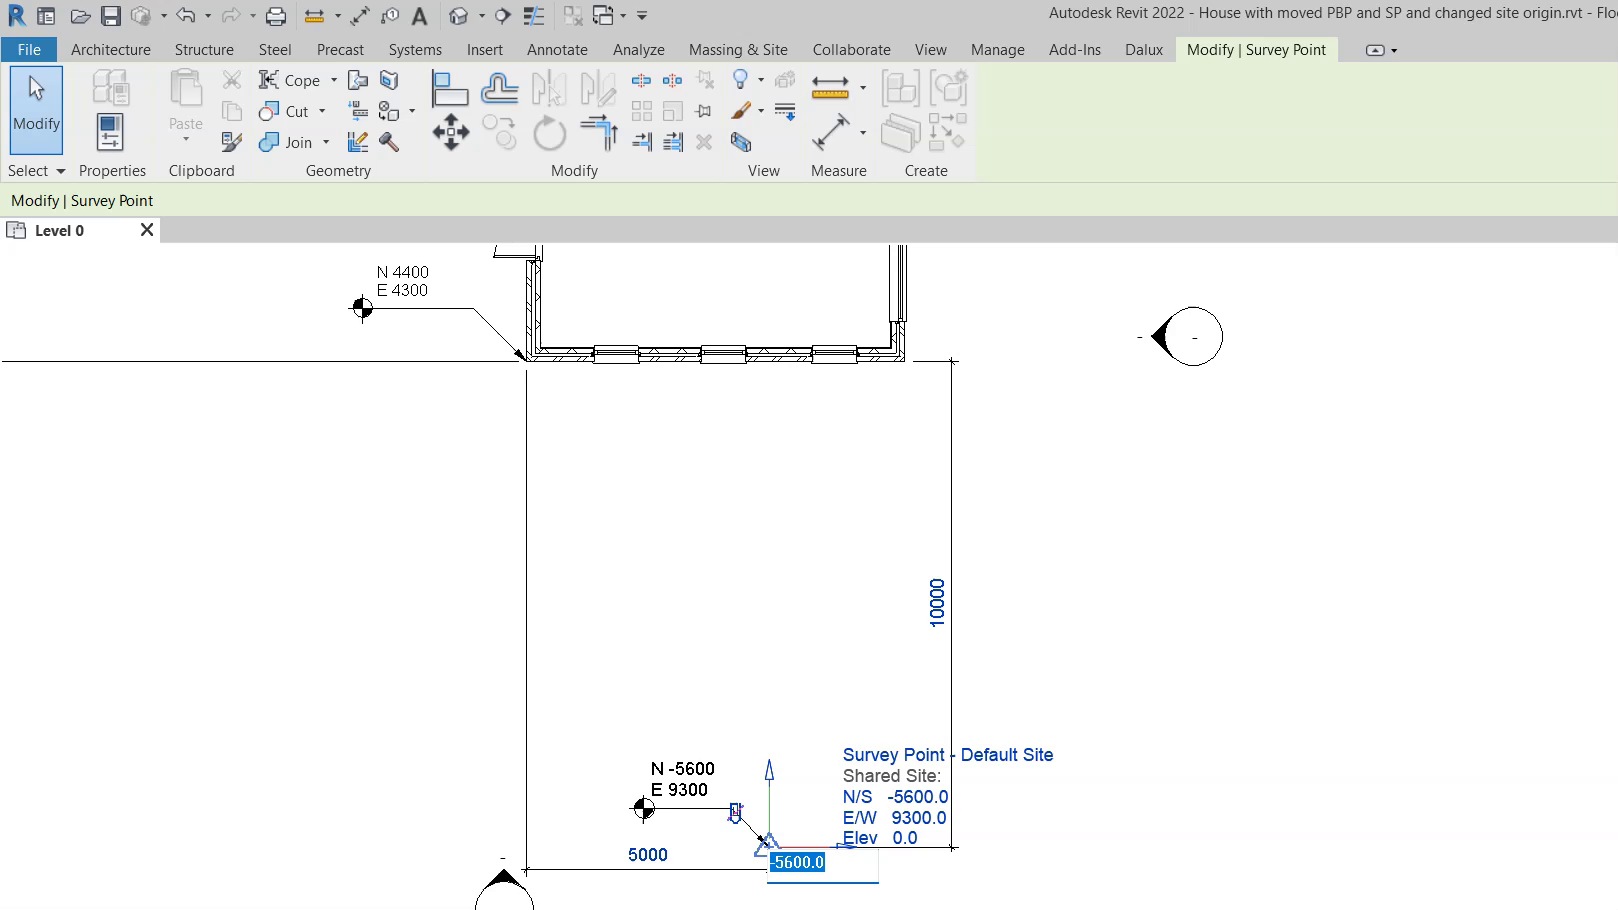 Autodesk Revit 2022 - House with moved PBP and SP and changed site origin.rvt - Floo
File Architecture Structure Steel Precast Systems Insert Annotate Analyze Massing & Site Collaborate View Manage Add-Ins Dalux Modify | Survey Point
Cope
Cut
Join
Modify
Paste
Select Properties Clipboard Geometry Modify View Measure Create
Modify | Survey Point
Level 0
N 4400
E 4300
- -
10000
Survey Point - Default Site
Shared Site:
N/S -5600.0
E/W 9300.0
Elev 0.0
N -5600
E 9300
5000
-5600.0
-